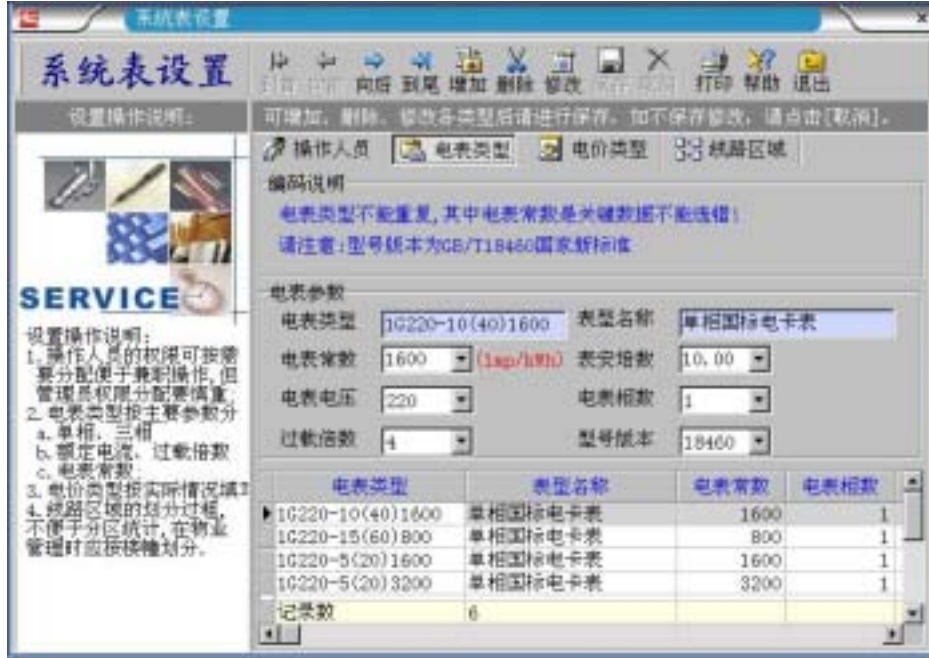 系统表设置
系统表设置
向后 到尾 增加 删除 修改 打印 帮助 退出
设置操作说明:
可增加、删除、修改各类型后请进行保存。如不保存修改,请点击[取消]。
操作人员 电表类型 电价类型 线路区域
编码说明
电表类型不能重复,其中电表常数是关键数据不能选错!
请注意:型号版本为GB/T18460国家新标准
SERVICE
设置操作说明:
1.操作人员的权限可按需
要分配便于兼职操作,但
管理员权限分配要慎重
2.电表类型按主要参数分
a.单相、三相
b.额定电流、过载倍数
c.电表常数
3.电价类型按实际情况填
4.线路区域的划分过粗,
不便于分区统计,在物业
管理时应按楼幢划分.
电表参数
电表类型 1G220-10(40)1600 表型名称 单相国标电卡表
电表常数 1600 (imp/kWh) 表安培数 10.00
电表电压 220 电表相数 1
过载倍数 4 型号版本 18460
电表类型 表型名称 电表常数 电表相数
1G220-10(40)1600 单相国标电卡表 1600 1
1G220-15(60)800 单相国标电卡表 800 1
1G220-5(20)1600 单相国标电卡表 1600 1
1G220-5(20)3200 单相国标电卡表 3200 1
记录数 6